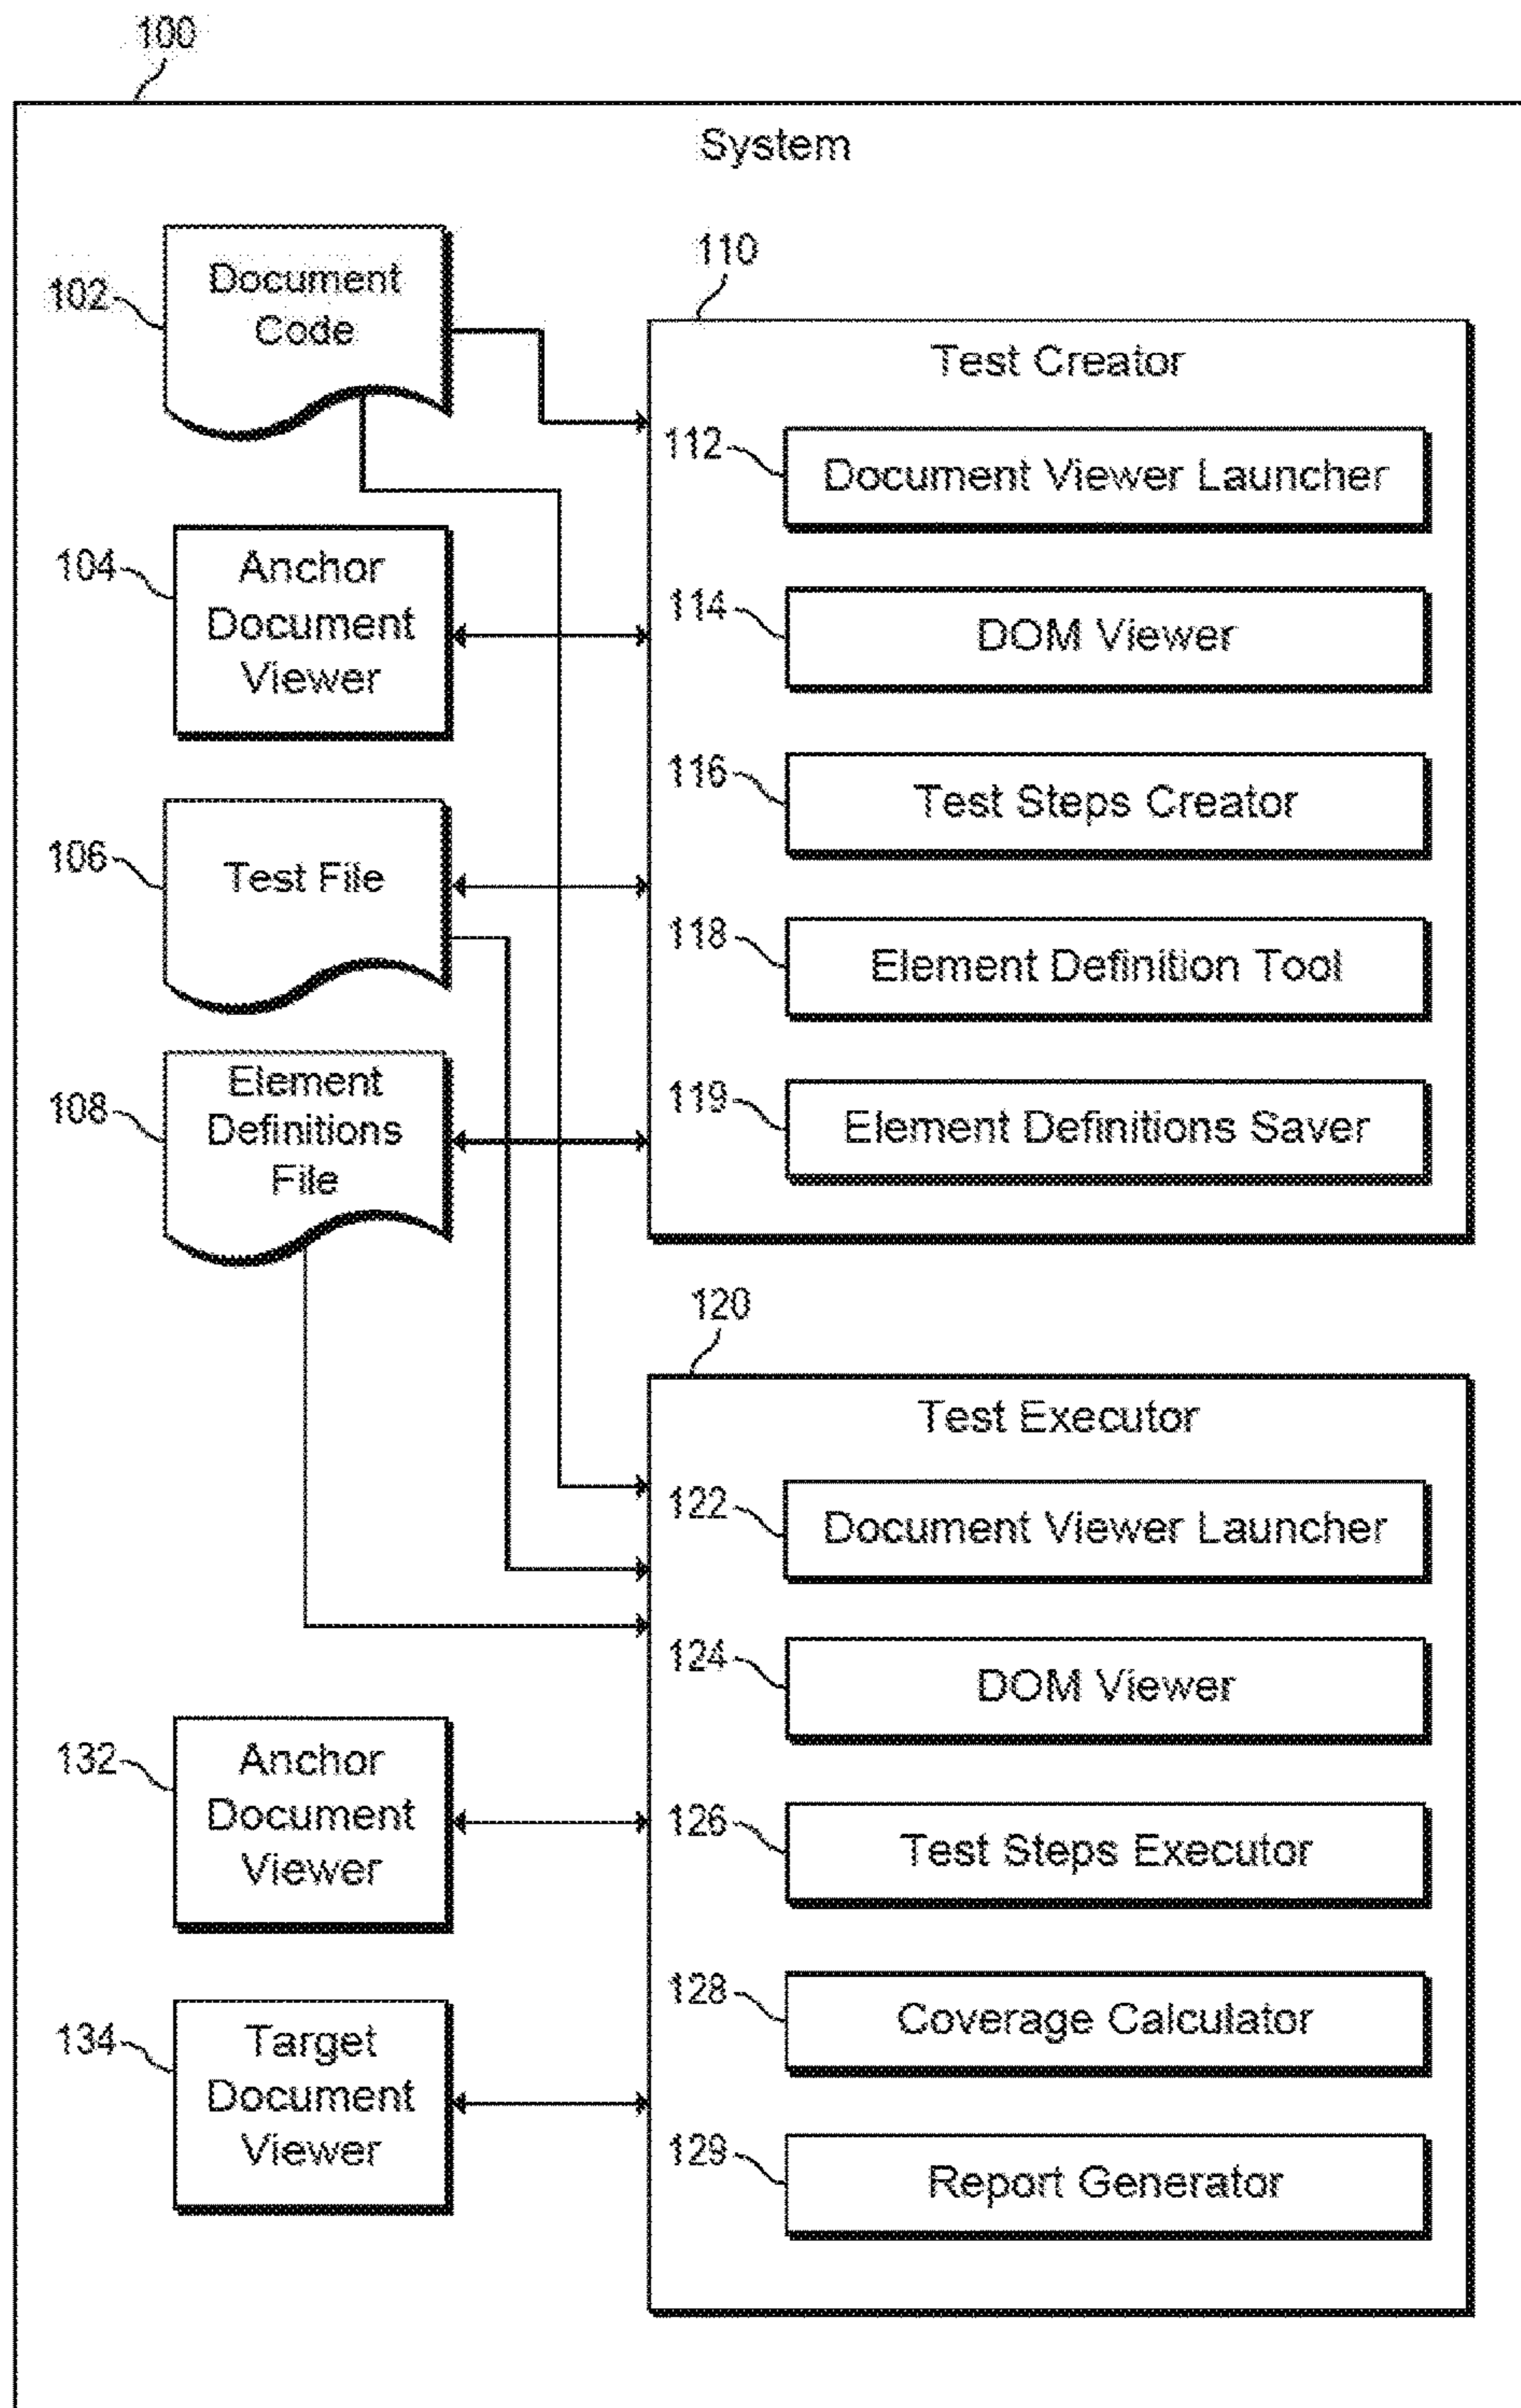 100
System
102
Document
Code
104
Anchor
Document
Viewer
106
Test File
108
Element
Definitions
File
110
Test Creator
112
Document Viewer Launcher
114
DOM Viewer
116
Test Steps Creator
118
Element Definition Tool
119
Element Definitions Saver
120
Test Executor
122
Document Viewer Launcher
124
DOM Viewer
126
Test Steps Executor
128
Coverage Calculator
129
Report Generator
132
Anchor
Document
Viewer
134
Target
Document
Viewer